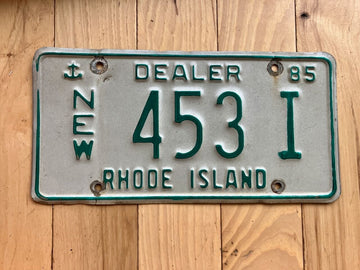 DEALER 85
NEW
453 I
RHODE ISLAND